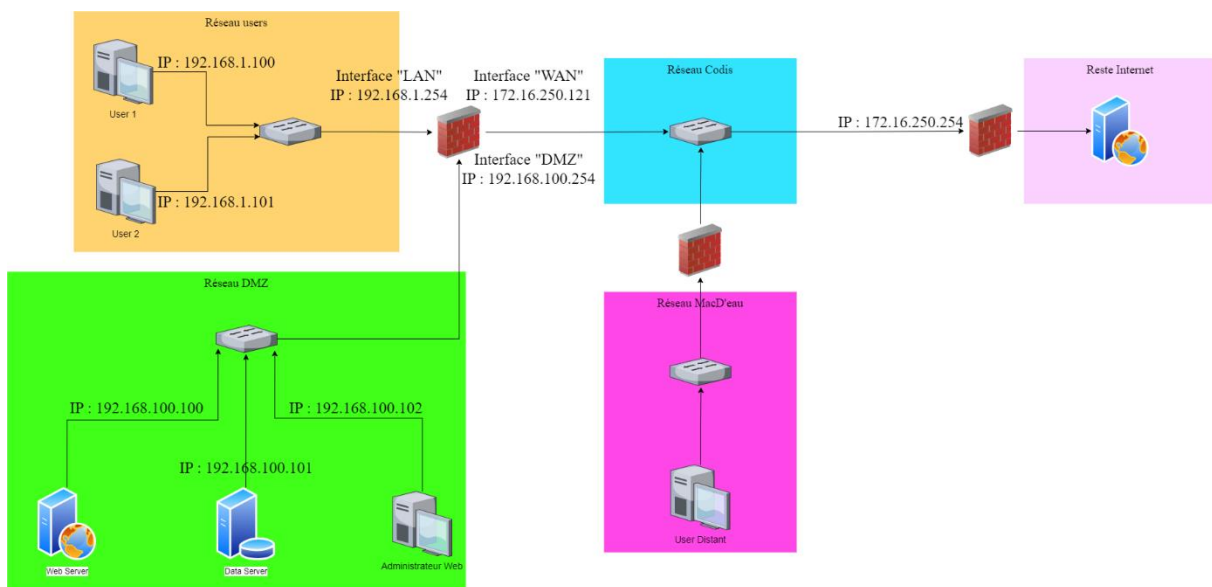 Réseau users
IP : 192.168.1.100
User 1
IP : 192.168.1.101
User 2
Interface "LAN"
IP : 192.168.1.254
Interface "WAN"
IP : 172.16.250.121
Interface "DMZ"
IP : 192.168.100.254
Réseau Codis
IP : 172.16.250.254
Reste Internet
Réseau DMZ
IP : 192.168.100.100
IP : 192.168.100.102
IP : 192.168.100.101
Web Server
Data Server
Administrateur Web
Réseau MacD'eau
User Distant